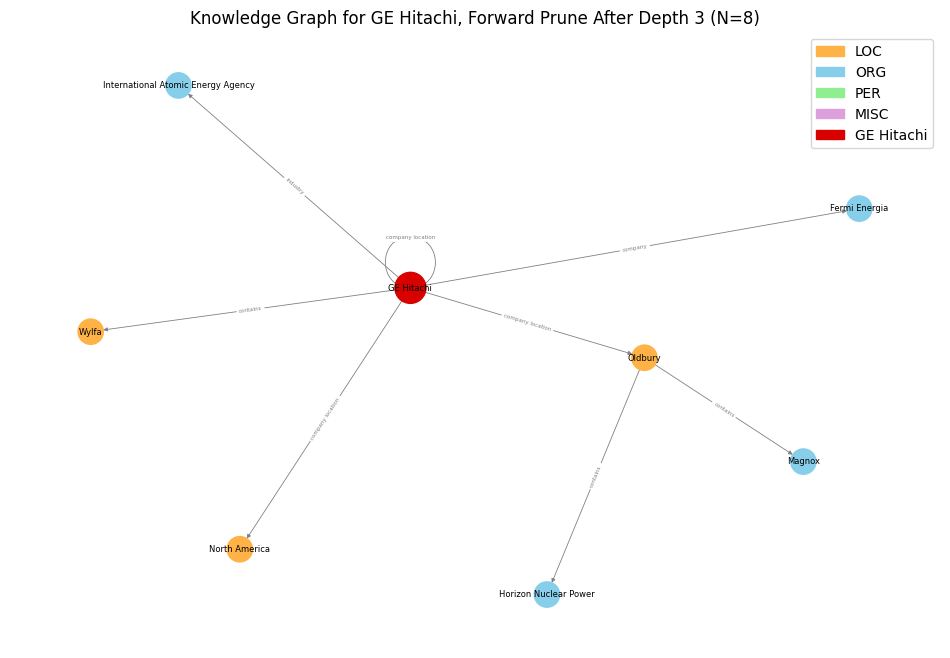 Knowledge Graph for GE Hitachi, Forward Prune After Depth 3 (N=8)
LOC
ORG
PER
MISC
GE Hitachi
International Atomic Energy Agency
industry
Fermi Energia
company location
company
GE Hitachi
contains
Wylfa
company location
Oldbury
company location
contains
Magnox
contains
North America
Horizon Nuclear Power